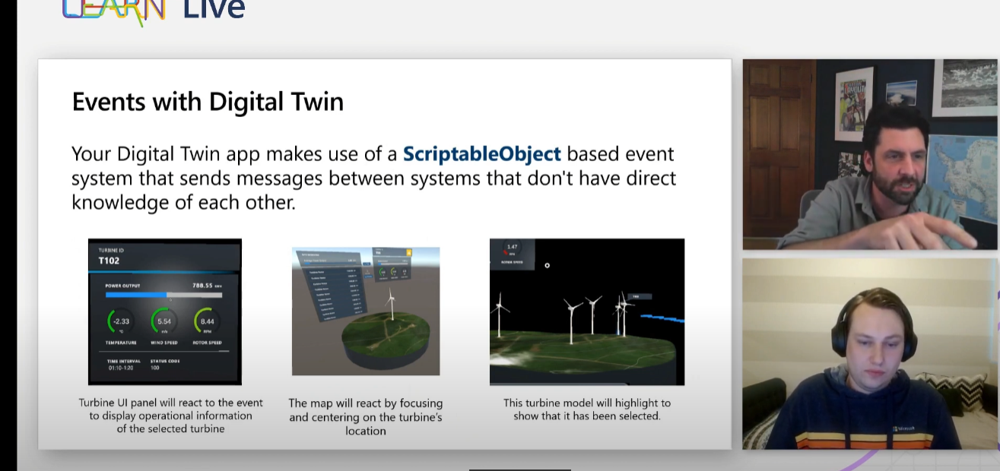 LEARN Live
Events with Digital Twin
Your Digital Twin app makes use of a ScriptableObject based event
system that sends messages between systems that don't have direct
knowledge of each other.
TURBINE ID
T102
POWER OUTPUT 788.55
-2.33 5.54 8.44
°C m/s RPM
TEMPERATURE WIND SPEED ROTOR SPEED
TIME INTERVAL STATUS CODE
01:10-1:20 100
1.47
ROTOR SPEED
Turbine UI panel will react to the event
to display operational information
of the selected turbine
The map will react by focusing
and centering on the turbine's
location
This turbine model will highlight to
show that it has been selected.
LAYOUT
Microsoft